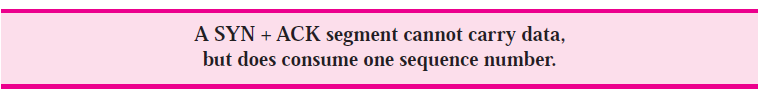 A SYN + ACK segment cannot carry data,
but does consume one sequence number.